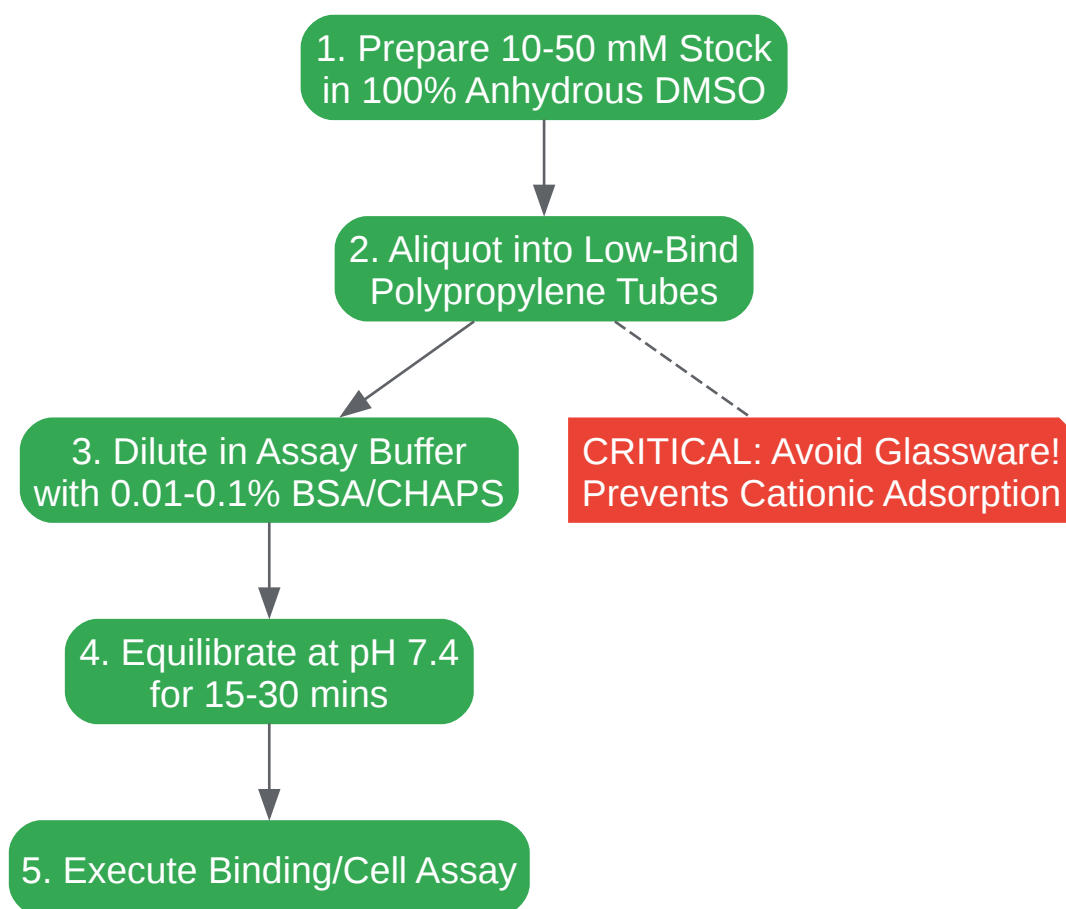 1. Prepare 10-50 mM Stock
in 100% Anhydrous DMSO
2. Aliquot into Low-Bind
Polypropylene Tubes
3. Dilute in Assay Buffer
with 0.01-0.1% BSA/CHAPS
CRITICAL: Avoid Glassware!
Prevents Cationic Adsorption
4. Equilibrate at pH 7.4
for 15-30 mins
5. Execute Binding/Cell Assay